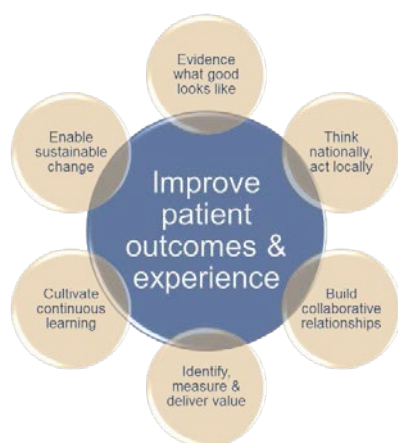 Evidence
what good
looks like
Enable
sustainable
change
Think
nationally,
act locally
Improve
patient
outcomes &
experience
Cultivate
continuous
learning
Build
collaborative
relationships
Identify,
measure &
deliver value